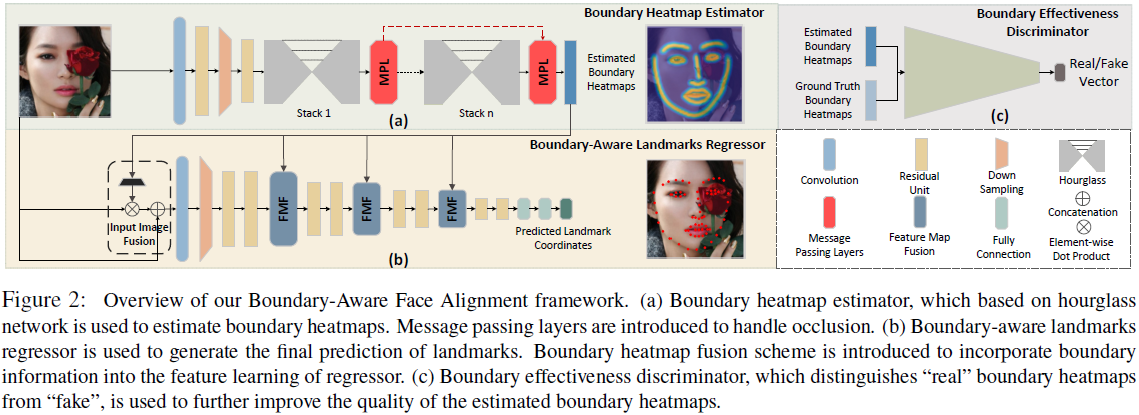 Boundary Heatmap Estimator
MPL
MPL
Estimated
Boundary
Heatmaps
Stack 1
Stack n
(a)
Boundary Effectiveness
Discriminator
Estimated
Boundary
Heatmaps
Ground Truth
Boundary
Heatmaps
Real/Fake
Vector
(c)
Boundary-Aware Landmarks Regressor
Input Image
Fusion
FMF
FMF
FMF
Predicted Landmark
Coordinates
(b)
Convolution
Residual
Unit
Down
Sampling
Hourglass
Concatenation
Message
Passing Layers
Feature Map
Fusion
Fully
Connection
Element-wise
Dot Product
Figure 2: Overview of our Boundary-Aware Face Alignment framework. (a) Boundary heatmap estimator, which based on hourglass
network is used to estimate boundary heatmaps. Message passing layers are introduced to handle occlusion. (b) Boundary-aware landmarks
regressor is used to generate the final prediction of landmarks. Boundary heatmap fusion scheme is introduced to incorporate boundary
information into the feature learning of regressor. (c) Boundary effectiveness discriminator, which distinguishes “real” boundary heatmaps
from “fake”, is used to further improve the quality of the estimated boundary heatmaps.